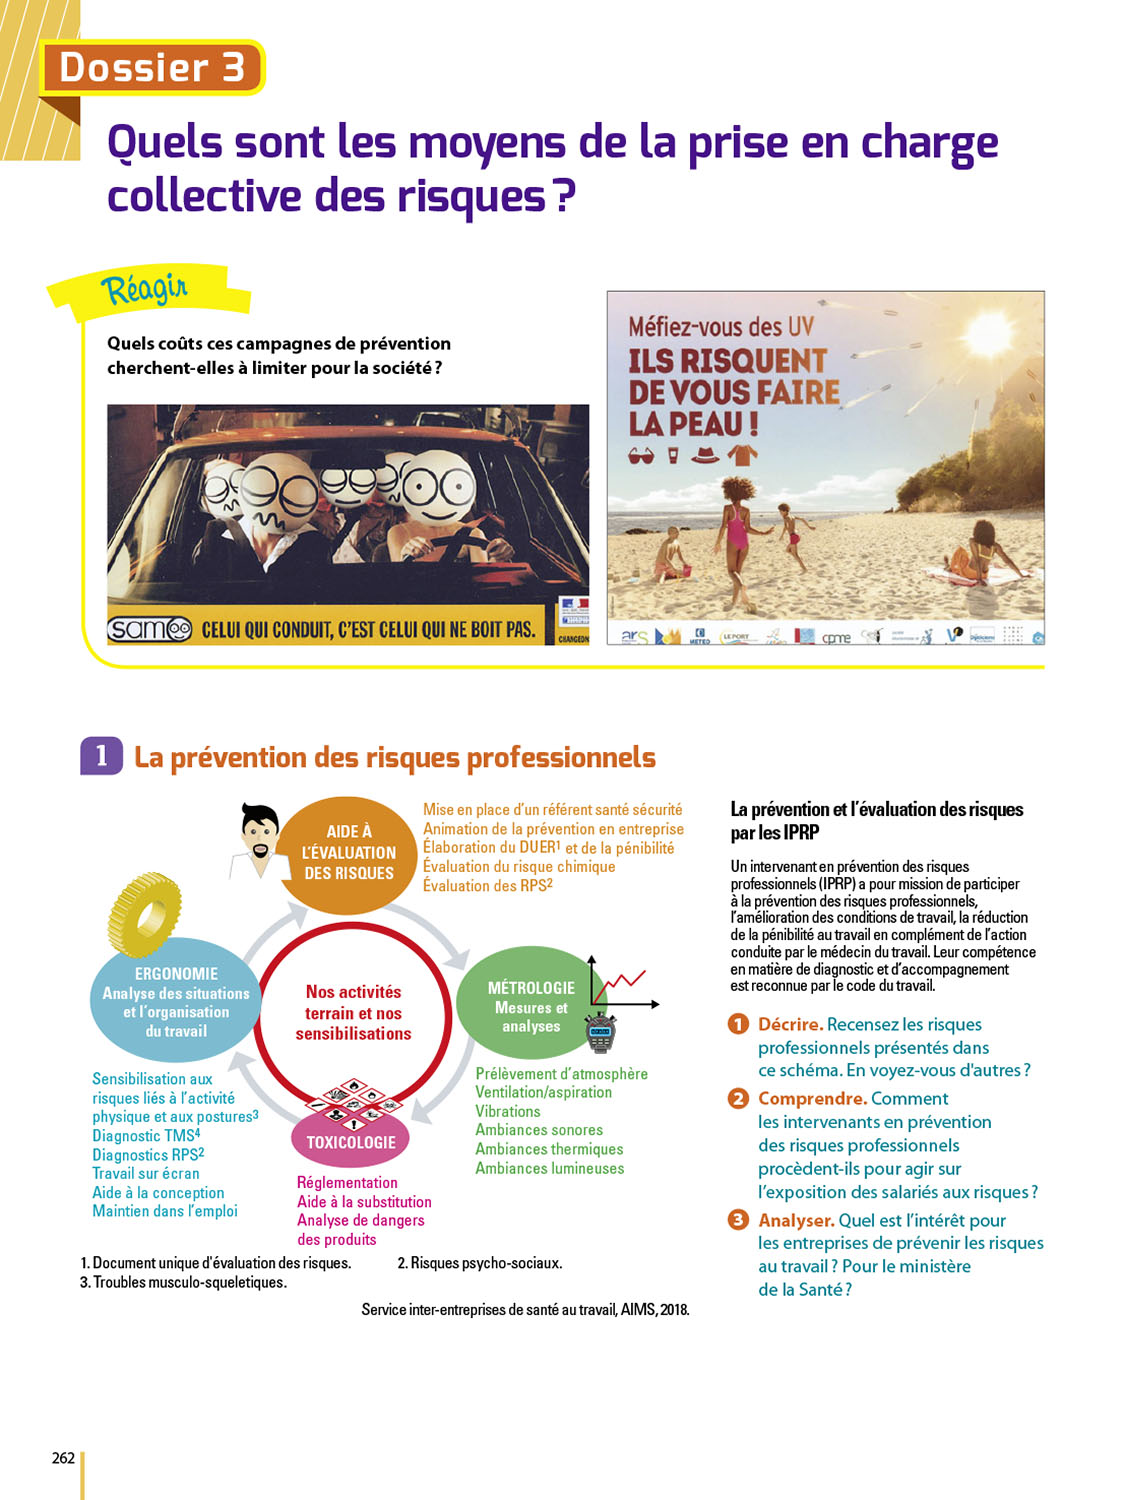 Dossier 3
Quels sont les moyens de la prise en charge
collective des risques ?
Réagir
Quels coûts ces campagnes de prévention
cherchent-elles à limiter pour la société ?
sam
CELUI QUI CONDUIT, C'EST CELUI QUI NE BOIT PAS.
CHANGEON
Méfiez-vous des UV
ILS RISQUENT
DE VOUS FAIRE
LA PEAU !
ars
METEO
LE PORT
cpme
1 La prévention des risques professionnels
AIDE À
L'ÉVALUATION
DES RISQUES
Mise en place d'un référent santé sécurité
Animation de la prévention en entreprise
Élaboration du DUER1 et de la pénibilité
Évaluation du risque chimique
Évaluation des RPS2
ERGONOMIE
Analyse des situations
et l'organisation
du travail
Nos activités
terrain et nos
sensibilisations
MÉTROLOGIE
Mesures et
analyses
Sensibilisation aux
risques liés à l'activité
physique et aux postures3
Diagnostic TMS4
Diagnostics RPS2
Travail sur écran
Aide à la conception
Maintien dans l'emploi
TOXICOLOGIE
Réglementation
Aide à la substitution
Analyse de dangers
des produits
Prélèvement d'atmosphère
Ventilation/aspiration
Vibrations
Ambiances sonores
Ambiances thermiques
Ambiances lumineuses
1. Document unique d'évaluation des risques.
2. Risques psycho-sociaux.
3. Troubles musculo-squeletiques.
Service inter-entreprises de santé au travail, AIMS, 2018.
La prévention et l'évaluation des risques
par les IPRP
Un intervenant en prévention des risques
professionnels (IPRP) a pour mission de participer
à la prévention des risques professionnels,
l'amélioration des conditions de travail, la réduction
de la pénibilité au travail en complément de l'action
conduite par le médecin du travail. Leur compétence
en matière de diagnostic et d'accompagnement
est reconnue par le code du travail.
1 Décrire. Recensez les risques
professionnels présentés dans
ce schéma. En voyez-vous d'autres ?
2 Comprendre. Comment
les intervenants en prévention
des risques professionnels
procèdent-ils pour agir sur
l'exposition des salariés aux risques ?
3 Analyser. Quel est l'intérêt pour
les entreprises de prévenir les risques
au travail ? Pour le ministère
de la Santé ?
262